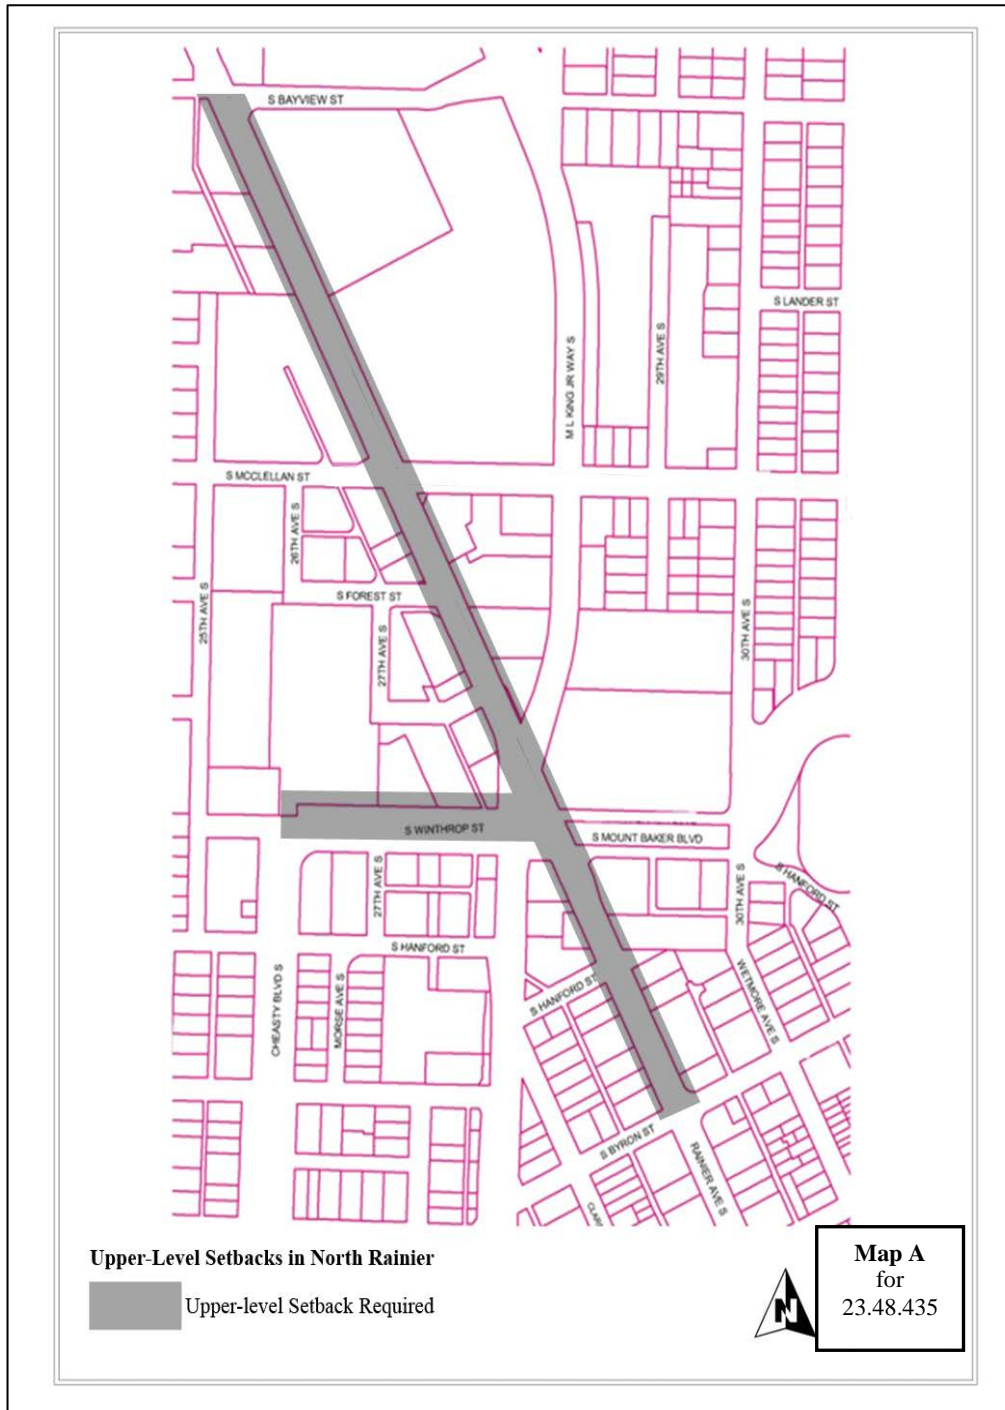 S BAYVIEW ST
S LANDER ST
M L KING JR WAY S
29TH AVE S
S MCCLELLAN ST
26TH AVE S
25TH AVE S
S FOREST ST
27TH AVE S
30TH AVE S
S WINTHROP ST
S MOUNT BAKER BLVD
27TH AVE S
30TH AVE S
S HANFORD ST
S HANFORD ST
CHEASTY BLVD S
MORSE AVE S
S HANFORD ST
WETMORE AVE S
S BYRON ST
RAINIER AVE S
Upper-Level Setbacks in North Rainier
Upper-level Setback Required
N
Map A
for
23.48.435